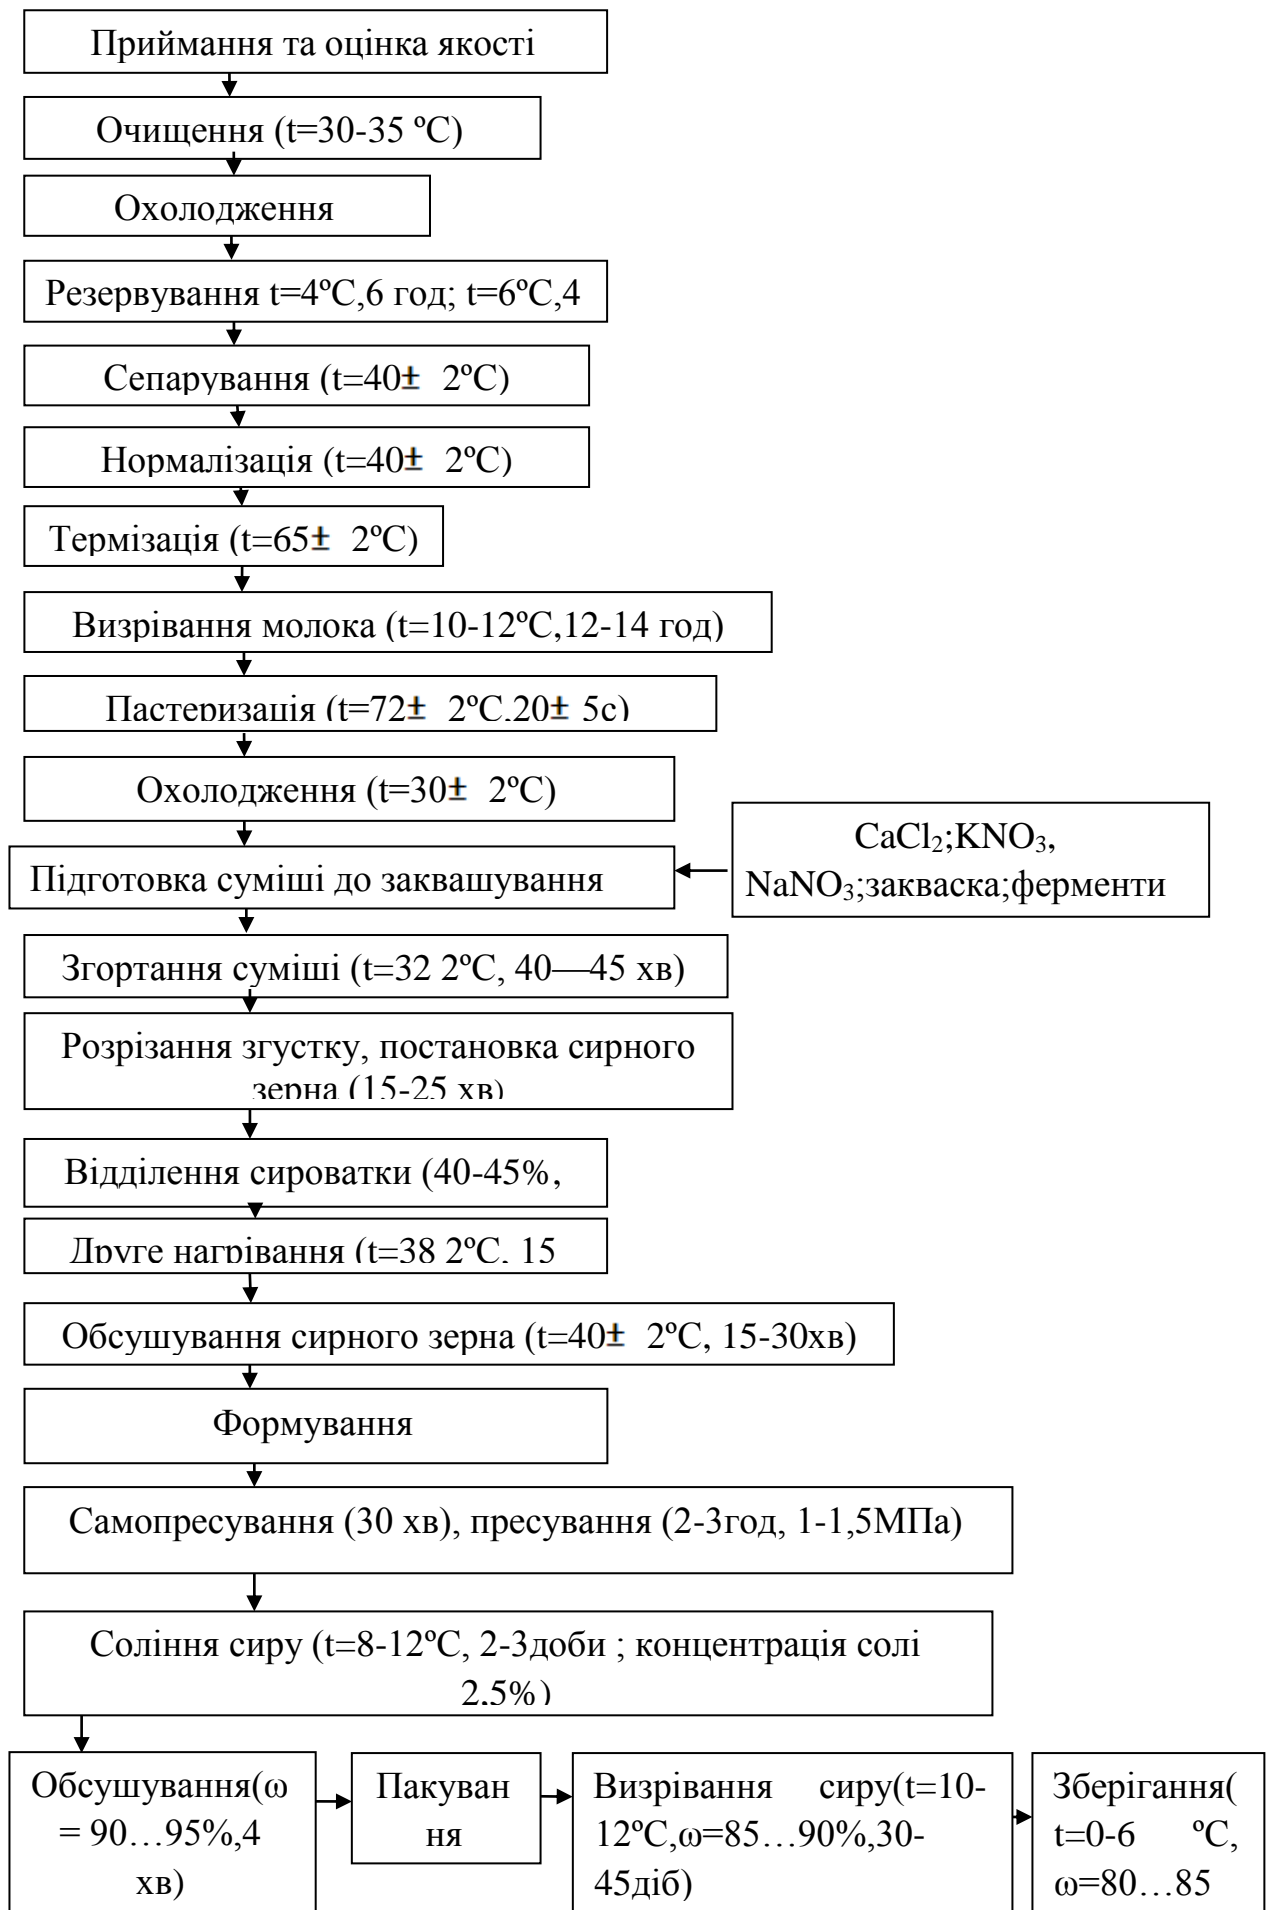 Приймання та оцінка якості
Очищення (t=30-35 ºС)
Охолодження
Резервування t=4ºС,6 год; t=6ºС,4
Сепарування (t=40± 2ºС)
Нормалізація (t=40± 2ºС)
Термізація (t=65± 2ºС)
Визрівання молока (t=10-12ºС,12-14 год)
Пастеризація (t=72± 2ºС,20± 5с)
Охолодження (t=30± 2ºС)
CaCl₂;KNO₃,
NaNO₃;закваска;ферменти
Підготовка суміші до заквашування
Згортання суміші (t=32 2ºС, 40—45 хв)
Розрізання згустку, постановка сирного
зерна (15-25 хв)
Відділення сироватки (40-45%,
Друге нагрівання (t=38 2ºС, 15
Обсушування сирного зерна (t=40± 2ºС, 15-30хв)
Формування
Самопресування (30 хв), пресування (2-3год, 1-1,5МПа)
Соління сиру (t=8-12ºС, 2-3доби ; концентрація солі
2,5%)
Обсушування(ω
= 90…95%,4
хв)
Пакуван
ня
Визрівання сиру(t=10-
12ºС,ω=85…90%,30-
45діб)
Зберігання(
t=0-6 ºС,
ω=80…85